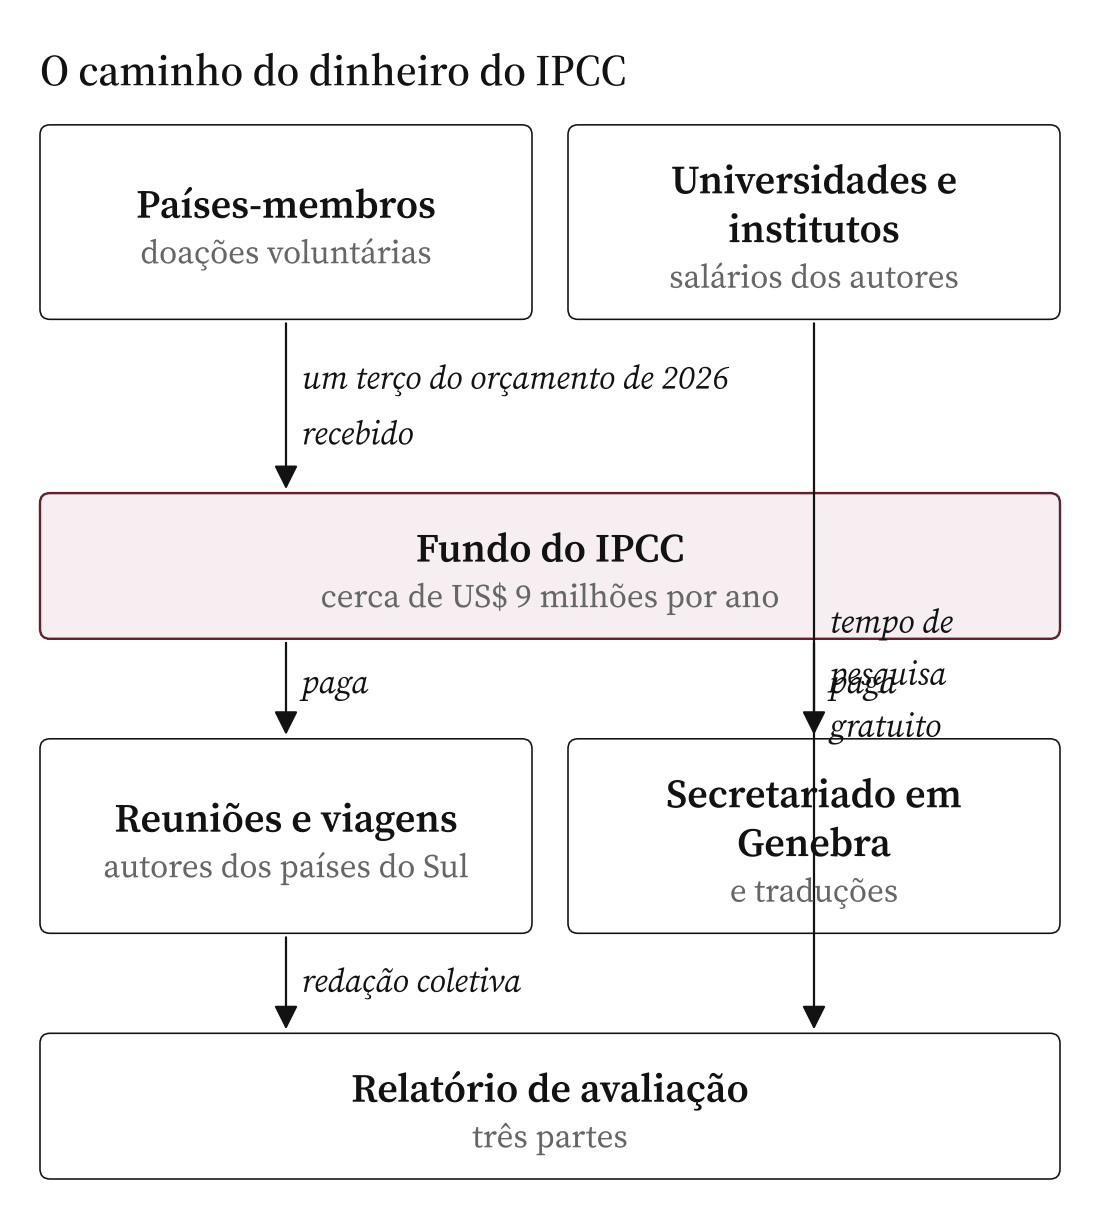 O caminho do dinheiro do IPCC
Países-membros
doações voluntárias
Universidades e
institutos
salários dos autores
um terço do orçamento de 2026
recebido
Fundo do IPCC
cerca de US$ 9 milhões por ano
tempo de
pesquisa
gratuito
paga
paga
Reuniões e viagens
autores dos países do Sul
Secretariado em
Genebra
e traduções
redação coletiva
Relatório de avaliação
três partes